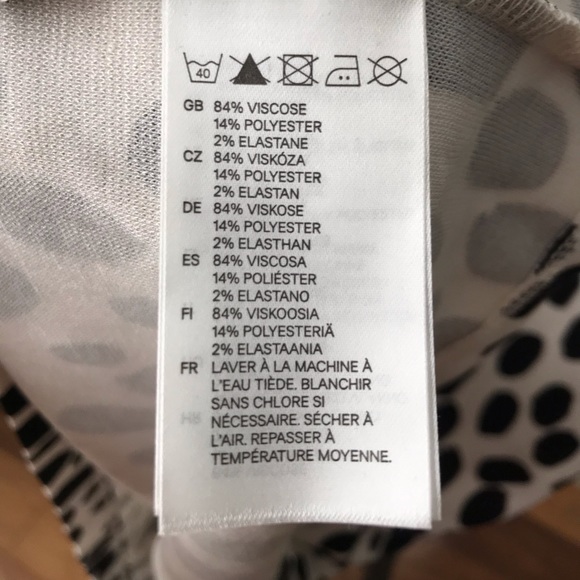 40
GB 84% VISCOSE
14% POLYESTER
2% ELASTANE
CZ 84% VISKÓZA
14% POLYESTER
2% ELASTAN
DE 84% VISKOSE
14% POLYESTER
2% ELASTHAN
ES 84% VISCOSA
14% POLIÉSTER
2% ELASTANO
FI 84% VISKOOSIA
14% POLYESTERIÄ
2% ELASTAANIA
FR LAVER À LA MACHINE À
L'EAU TIÈDE. BLANCHIR
SANS CHLORE SI
NÉCESSAIRE. SÉCHER À
L'AIR. REPASSER À
TEMPÉRATURE MOYENNE.